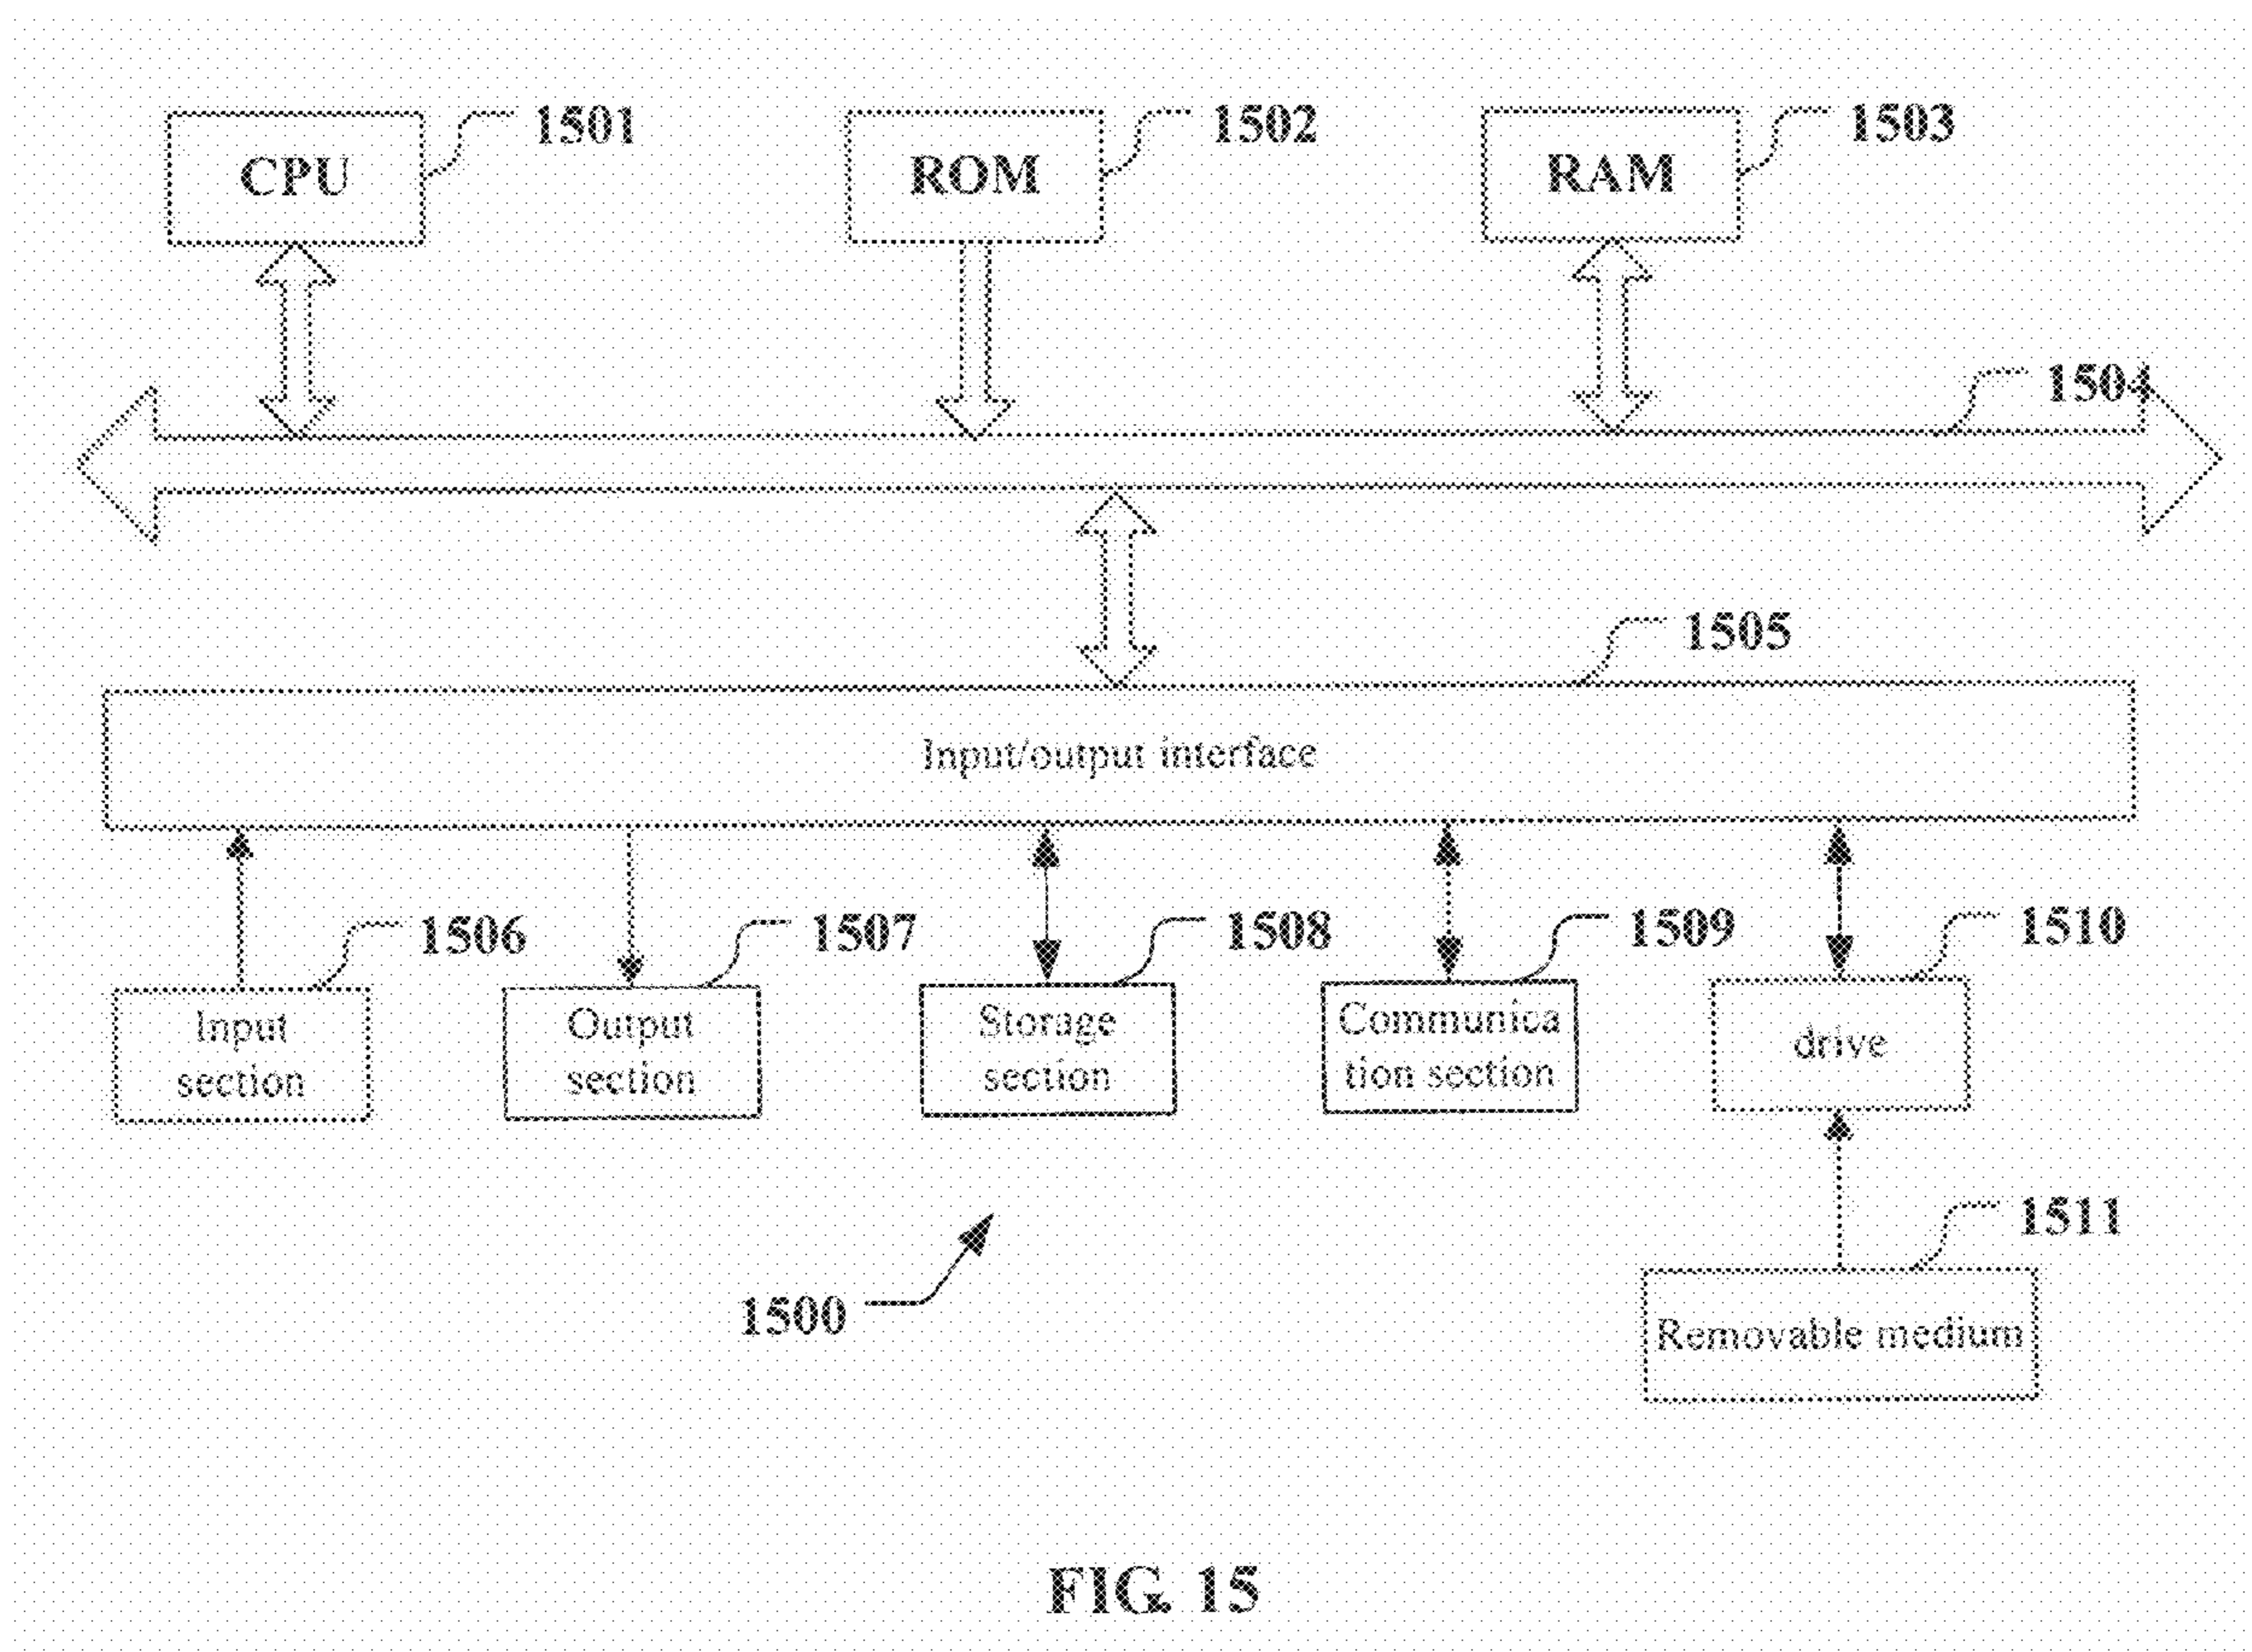 CPU
1501
ROM
1502
RAM
1503
1504
1505
Input/output interface
1506
1507
1508
1509
1510
Input
section
Output
section
Storage
section
Communica
tion section
drive
1511
1500
Removable medium
FIG. 15